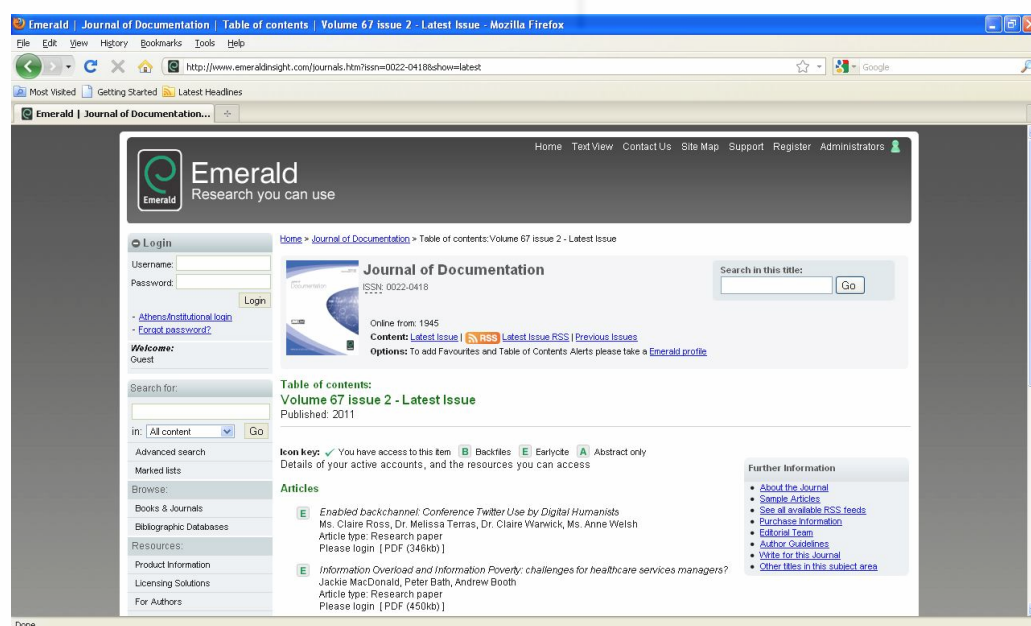 Emerald | Journal of Documentation | Table of contents | Volume 67 issue 2 - Latest Issue - Mozilla Firefox
File Edit View History Bookmarks Tools Help
http://www.emeraldinsight.com/journals.htm?issn=0022-0418&show=latest
Google
Most Visited Getting Started Latest Headlines
Emerald | Journal of Documentation...
Home Text View Contact Us Site Map Support Register Administrators
Emerald
Emerald
Research you can use
Login
Username:
Password:
Login
- Athens/Institutional login
- Forgot password?
Welcome:
Guest
Search for:
in: All content Go
Advanced search
Marked lists
Browse:
Books & Journals
Bibliographic Databases
Resources:
Product Information
Licensing Solutions
For Authors
Home > Journal of Documentation > Table of contents: Volume 67 issue 2 - Latest Issue
Journal of Documentation
ISSN: 0022-0418
Online from: 1945
Content: Latest Issue | RSS Latest Issue RSS | Previous Issues
Options: To add Favourites and Table of Contents Alerts please take a Emerald profile
Search in this title:
Go
Table of contents:
Volume 67 issue 2 - Latest Issue
Published: 2011
Icon key: You have access to this item B Backfiles E Earlycite A Abstract only
Details of your active accounts, and the resources you can access
Articles
E Enabled backchannel: Conference Twitter Use by Digital Humanists
Ms. Claire Ross, Dr. Melissa Terras, Dr. Claire Warwick, Ms. Anne Welsh
Article type: Research paper
Please login [ PDF (346kb) ]
E Information Overload and Information Poverty: challenges for healthcare services managers?
Jackie MacDonald, Peter Bath, Andrew Booth
Article type: Research paper
Please login [ PDF (450kb) ]
Further Information
About the Journal
Sample Articles
See all available RSS feeds
Purchase Information
Editorial Team
Author Guidelines
Write for this Journal
Other titles in this subject area
Done